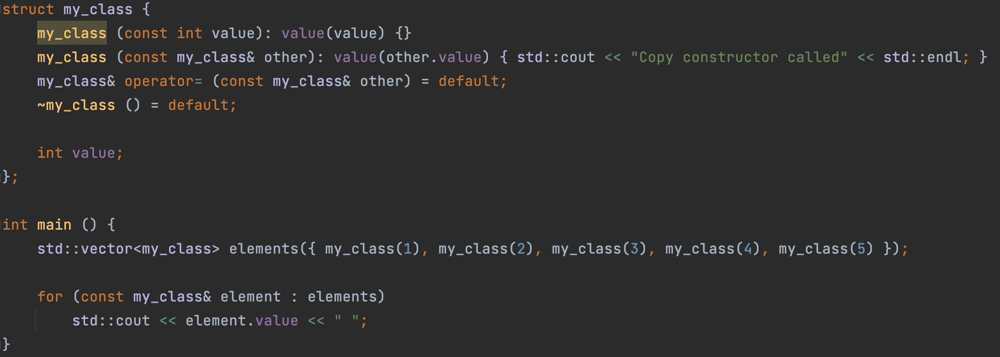 struct my_class {
my_class (const int value): value(value) {}
my_class (const my_class& other): value(other.value) { std::cout << "Copy constructor called" << std::endl; }
my_class& operator= (const my_class& other) = default;
~my_class () = default;
int value;
};
int main () {
std::vector<my_class> elements({ my_class(1), my_class(2), my_class(3), my_class(4), my_class(5) });
for (const my_class& element : elements)
std::cout << element.value << " ";
}